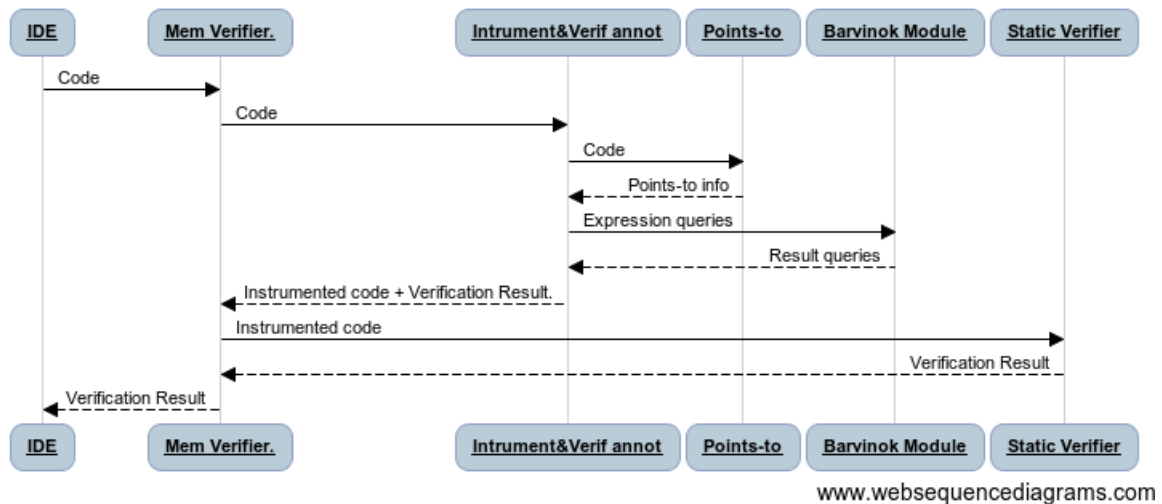 IDE Mem Verifier. Intrument&Verif annot Points-to Barvinok Module Static Verifier
Code
Code
Code
Points-to info
Expression queries
Result queries
Instrumented code + Verification Result.
Instrumented code
Verification Result
Verification Result
IDE Mem Verifier. Intrument&Verif annot Points-to Barvinok Module Static Verifier
www.websequencediagrams.com